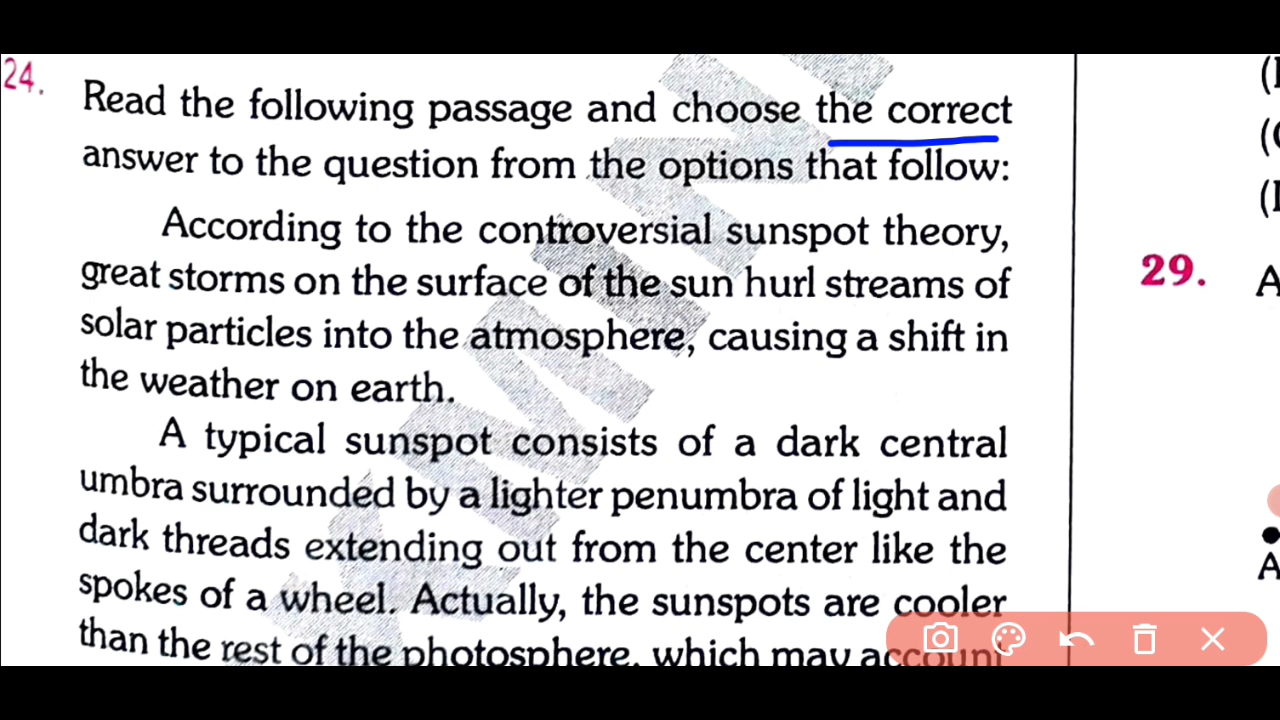 24.
Read the following passage and choose the correct
answer to the question from the options that follow:
According to the controversial sunspot theory,
great storms on the surface of the sun hurl streams of
solar particles into the atmosphere, causing a shift in
the weather on earth.
A typical sunspot consists of a dark central
umbra surrounded by a lighter penumbra of light and
dark threads extending out from the center like the
spokes of a wheel. Actually, the sunspots are cooler
than the rest of the photosphere, which may account
29.
A
A